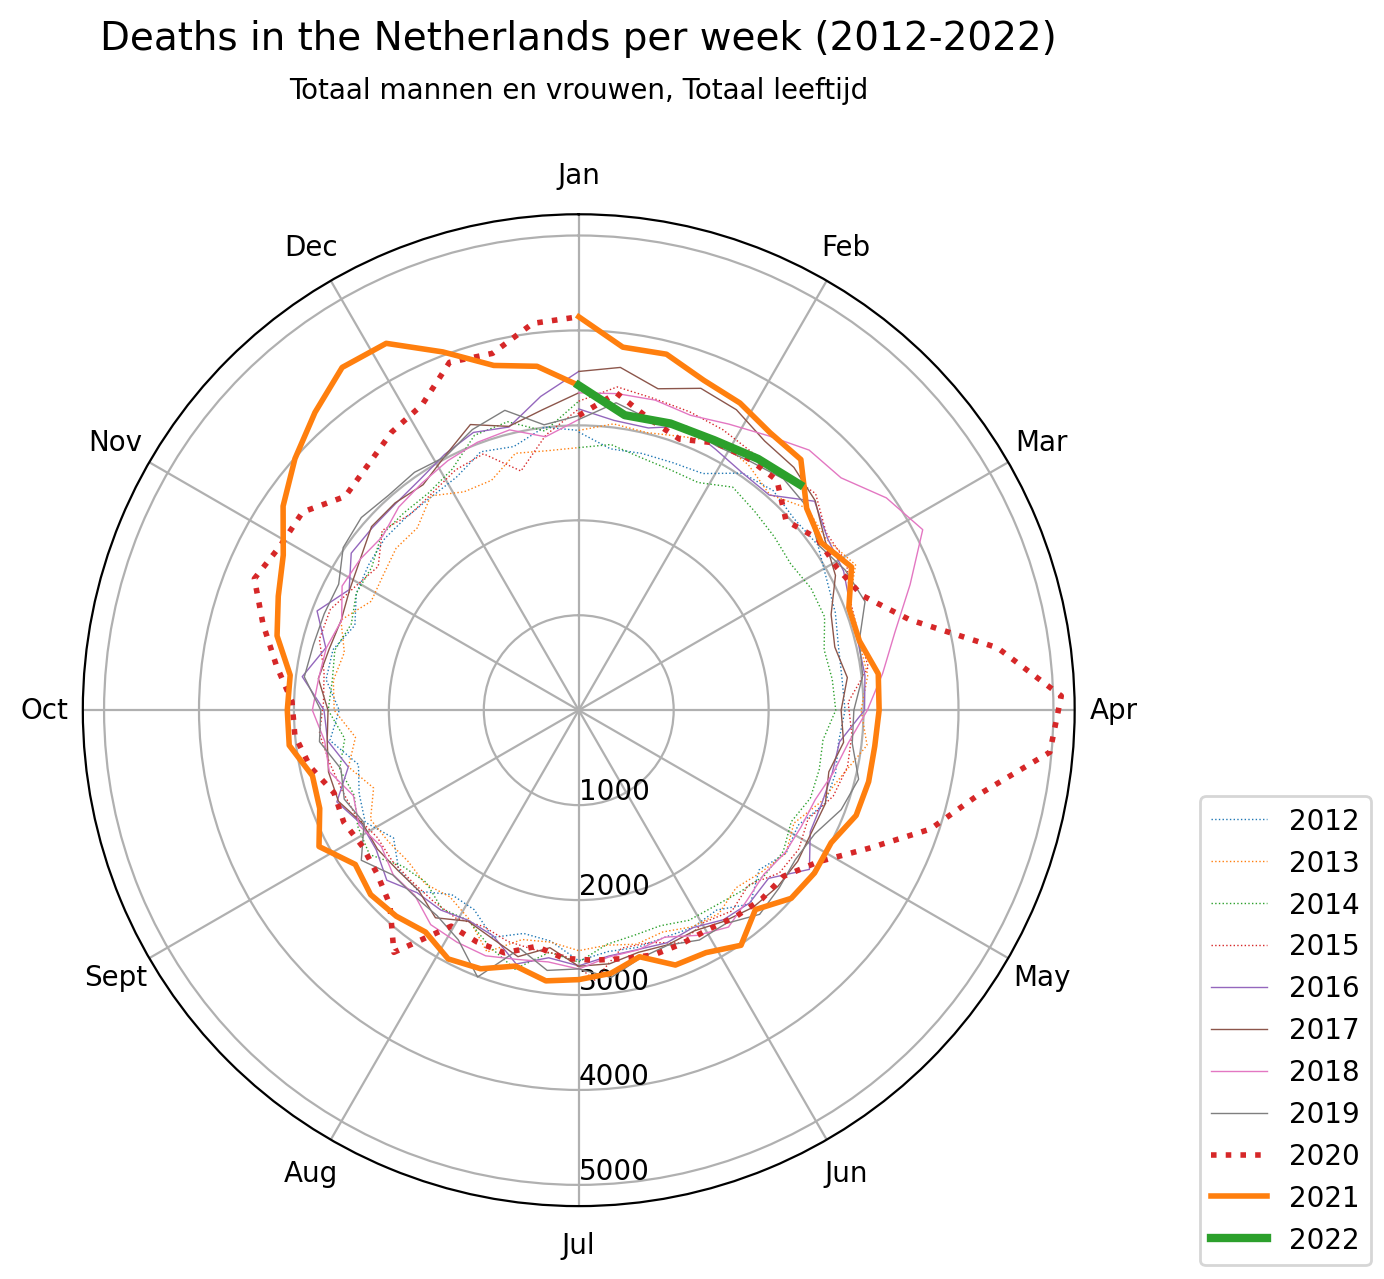 Deaths in the Netherlands per week (2012-2022)
Totaal mannen en vrouwen, Totaal leeftijd
Jan
Dec
Feb
Nov
Mar
Oct
Apr
1000
2000
3000
4000
5000
Sept
May
Aug
Jun
Jul
2012
2013
2014
2015
2016
2017
2018
2019
2020
2021
2022